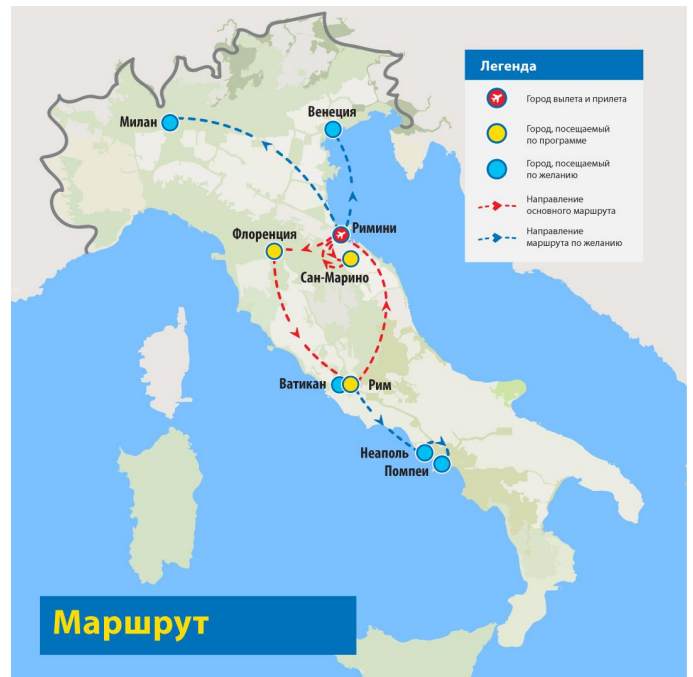 Легенда
Город вылета и прилета
Город, посещаемый
по программе
Город, посещаемый
по желанию
Направление
основного маршрута
Направление
маршрута по желанию
Милан
Венеция
Римини
Флоренция
Сан-Марино
Ватикан
Рим
Неаполь
Помпеи
Маршрут